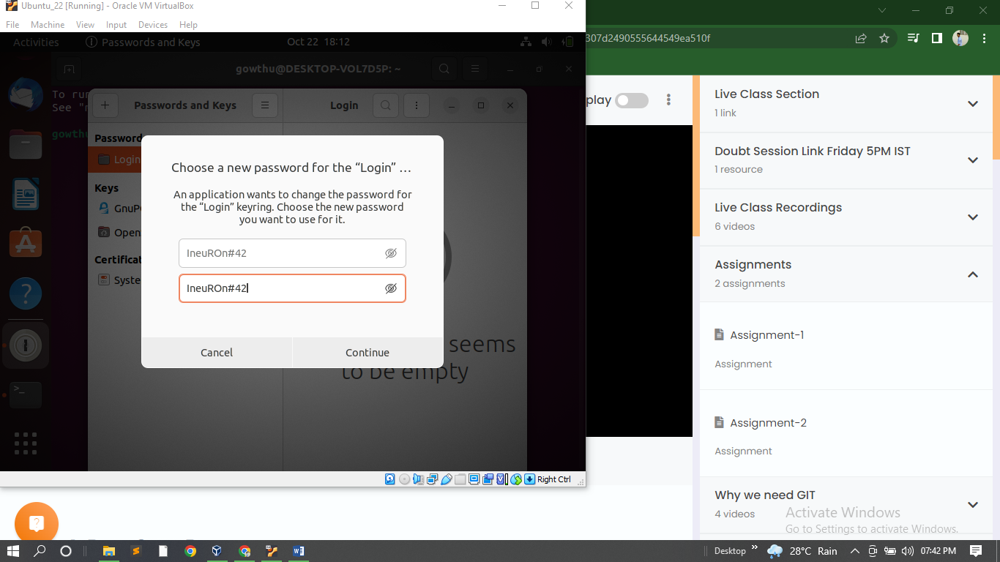 Ubuntu_22 [Running] - Oracle VM VirtualBox
File Machine View Input Devices Help
Activities Passwords and Keys Oct 22 18:12
gowthu@DESKTOP-VOL7D5P: ~
To run
See "
gowthu
Passwords and Keys Login
Password
Login
Keys
GnuP
Open
Certificat
Syste
Choose a new password for the “Login” …
An application wants to change the password for
the “Login” keyring. Choose the new password
you want to use for it.
IneuROn#42
IneuROn#42
Cancel Continue
seems
to be empty
Right Ctrl
307d2490555644549ea510f
play
Live Class Section
1 link
Doubt Session Link Friday 5PM IST
1 resource
Live Class Recordings
6 videos
Assignments
2 assignments
Assignment-1
Assignment
Assignment-2
Assignment
Why we need GIT
4 videos
Activate Windows
Go to Settings to activate Windows.
Desktop 28°C Rain 07:42 PM